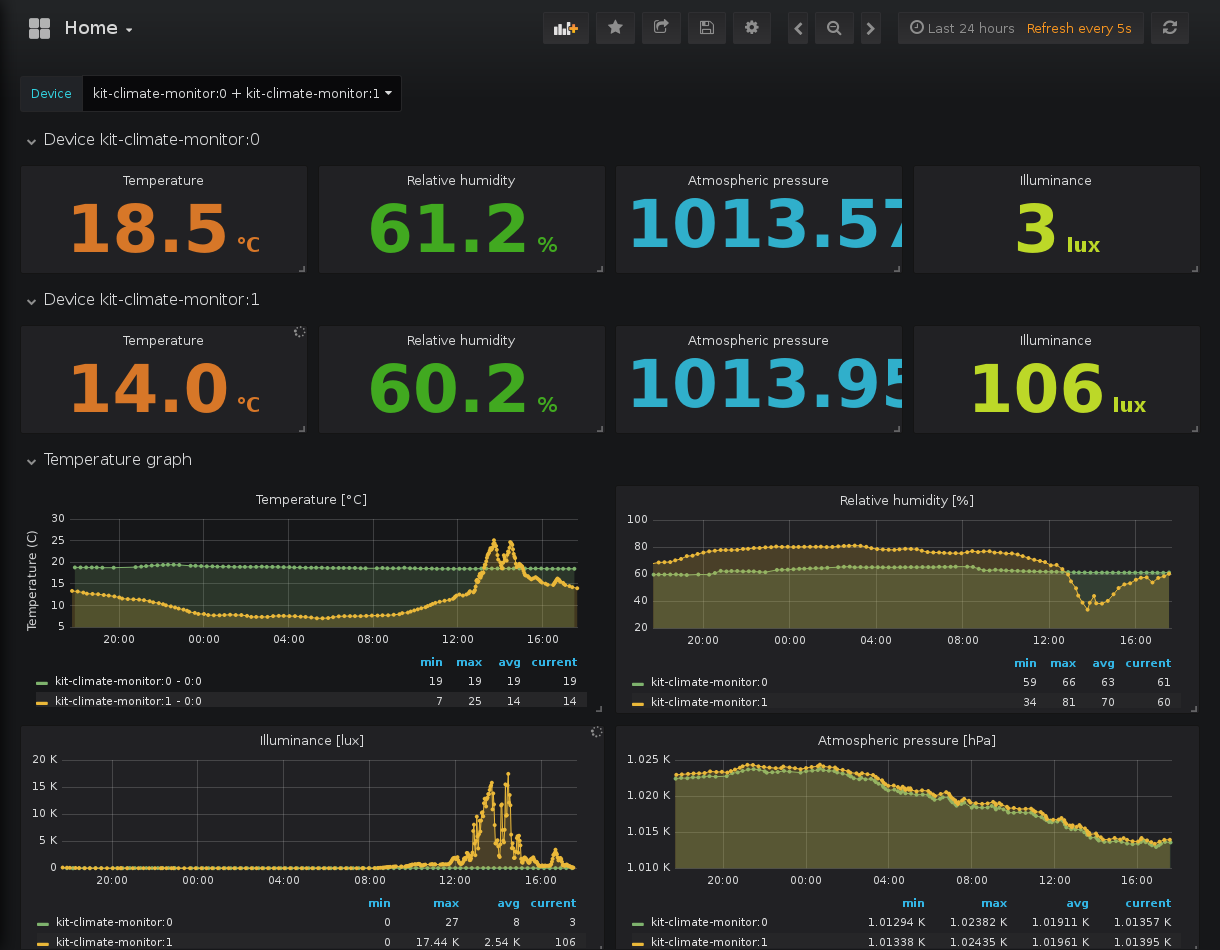 Home
Last 24 hours Refresh every 5s
Device kit-climate-monitor:0 + kit-climate-monitor:1
Device kit-climate-monitor:0
Temperature Relative humidity Atmospheric pressure Illuminance
18.5 °C 61.2 % 1013.57 3 lux
Device kit-climate-monitor:1
Temperature Relative humidity Atmospheric pressure Illuminance
14.0 °C 60.2 % 1013.95 106 lux
Temperature graph
Temperature [°C]
Temperature (C)
30
25
20
15
10
5
20:00 00:00 04:00 08:00 12:00 16:00
min max avg current
kit-climate-monitor:0 - 0:0 19 19 19 19
kit-climate-monitor:1 - 0:0 7 25 14 14
Relative humidity [%]
100
80
60
40
20
20:00 00:00 04:00 08:00 12:00 16:00
min max avg current
kit-climate-monitor:0 59 66 63 61
kit-climate-monitor:1 34 81 70 60
Illuminance [lux]
20 K
15 K
10 K
5 K
0
20:00 00:00 04:00 08:00 12:00 16:00
min max avg current
kit-climate-monitor:0 0 27 8 3
kit-climate-monitor:1 0 17.44 K 2.54 K 106
Atmospheric pressure [hPa]
1.025 K
1.020 K
1.015 K
1.010 K
20:00 00:00 04:00 08:00 12:00 16:00
min max avg current
kit-climate-monitor:0 1.01294 K 1.02382 K 1.01911 K 1.01357 K
kit-climate-monitor:1 1.01338 K 1.02435 K 1.01961 K 1.01395 K